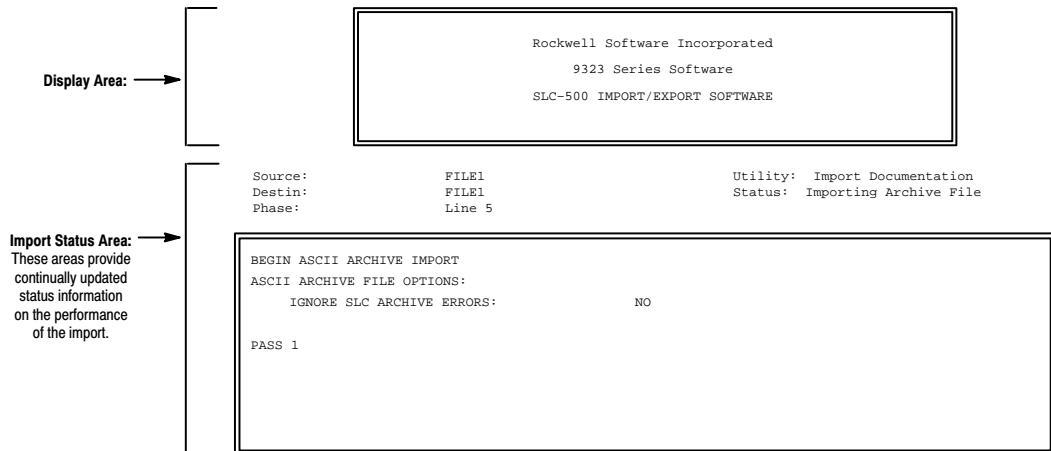 Rockwell Software Incorporated
9323 Series Software
SLC-500 IMPORT/EXPORT SOFTWARE
Display Area:
Source: FILE1 Utility: Import Documentation
Destin: FILE1 Status: Importing Archive File
Phase: Line 5
Import Status Area:
These areas provide
continually updated
status information
on the performance
of the import.
BEGIN ASCII ARCHIVE IMPORT
ASCII ARCHIVE FILE OPTIONS:
IGNORE SLC ARCHIVE ERRORS: NO
PASS 1